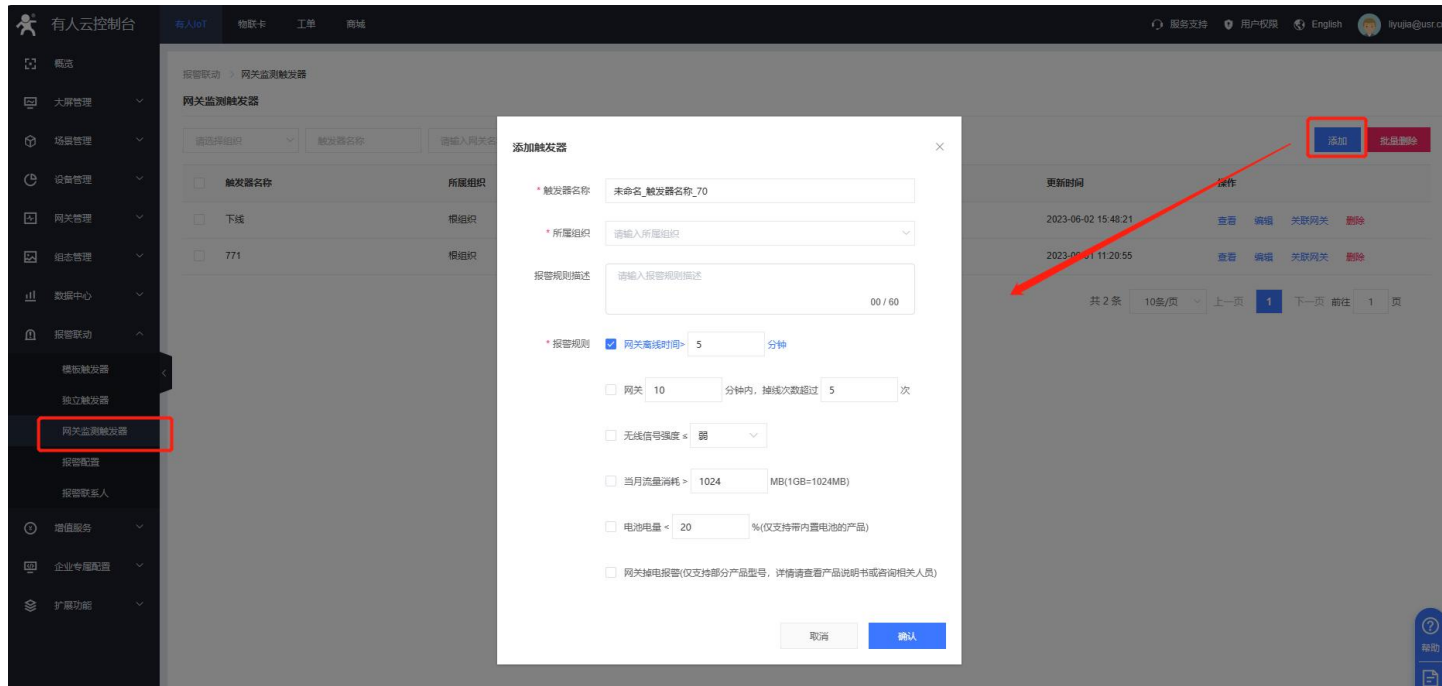 有人云控制台
有人IoT 物联卡 工单 商城
服务支持 用户权限 English liyujia@usr.c
概览
大屏管理
场景管理
设备管理
网关管理
组态管理
数据中心
报警联动
模板触发器
独立触发器
网关监测触发器
报警配置
报警联系人
增值服务
企业专属配置
扩展功能
报警联动 > 网关监测触发器
网关监测触发器
请选择组织 触发器名称 请输入网关名
添加 批量删除
触发器名称 所属组织 更新时间 操作
下线 根组织 2023-06-02 15:48:21 查看 编辑 关联网关 删除
771 根组织 11:20:55 查看 编辑 关联网关 删除
共 2 条 10条/页 上一页 1 下一页 前往 1 页
添加触发器
* 触发器名称 未命名_触发器名称_70
* 所属组织 请输入所属组织
报警规则描述 请输入报警规则描述
00 / 60
* 报警规则 网关离线时间> 5 分钟
网关 10 分钟内，掉线次数超过 5 次
无线信号强度 ≤ 弱
当月流量消耗 > 1024 MB(1GB=1024MB)
电池电量 < 20 %(仅支持带内置电池的产品)
网关掉电报警(仅支持部分产品型号，详情请查看产品说明书或咨询相关人员)
取消 确认
帮助